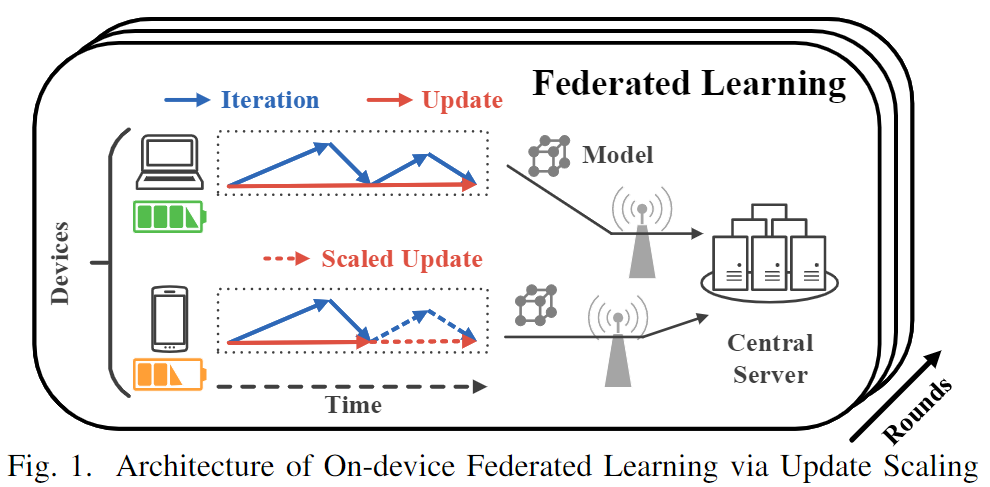 Federated Learning
Iteration
Update
Model
Devices
Scaled Update
Central
Server
Time
Rounds
Fig. 1. Architecture of On-device Federated Learning via Update Scaling